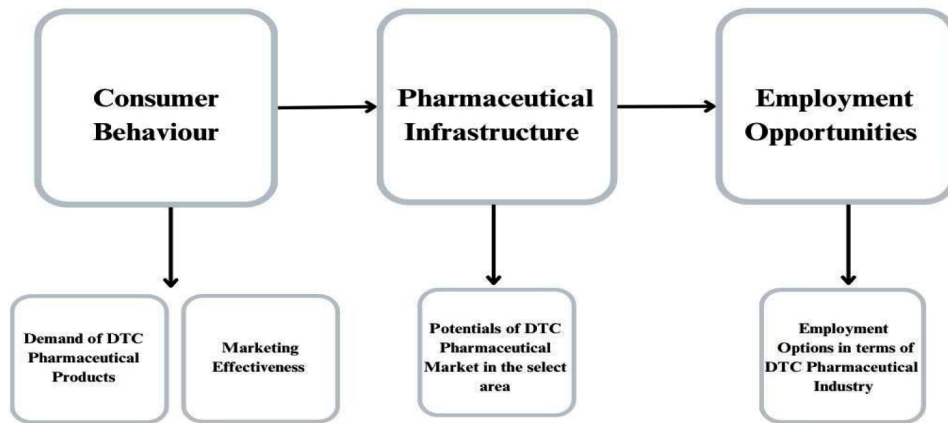 Consumer
Behaviour
Pharmaceutical
Infrastructure
Employment
Opportunities
Demand of DTC
Pharmaceutical
Products
Marketing
Effectiveness
Potentials of DTC
Pharmaceutical
Market in the select
area
Employment
Options in terms of
DTC Pharmaceutical
Industry